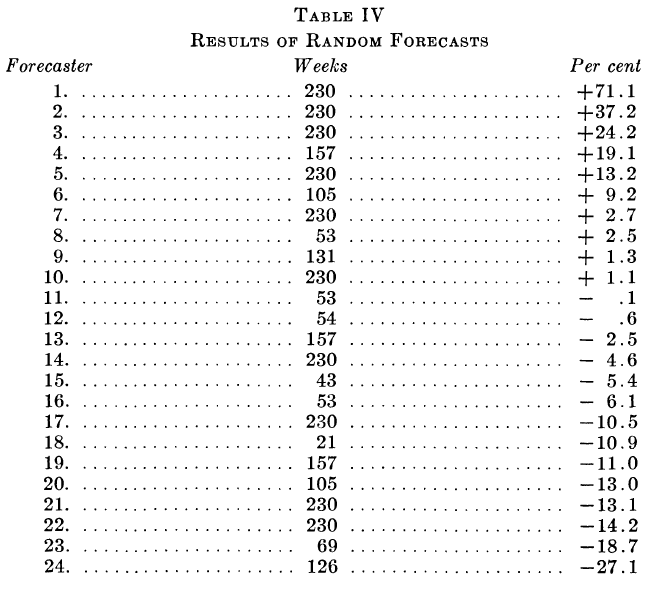 TABLE IV
RESULTS OF RANDOM FORECASTS
Forecaster Weeks Per cent
1. 230 +71.1
2. 230 +37.2
3. 230 +24.2
4. 157 +19.1
5. 230 +13.2
6. 105 + 9.2
7. 230 + 2.7
8. 53 + 2.5
9. 131 + 1.3
10. 230 + 1.1
11. 53 − .1
12. 54 − .6
13. 157 − 2.5
14. 230 − 4.6
15. 43 − 5.4
16. 53 − 6.1
17. 230 −10.5
18. 21 −10.9
19. 157 −11.0
20. 105 −13.0
21. 230 −13.1
22. 230 −14.2
23. 69 −18.7
24. 126 −27.1